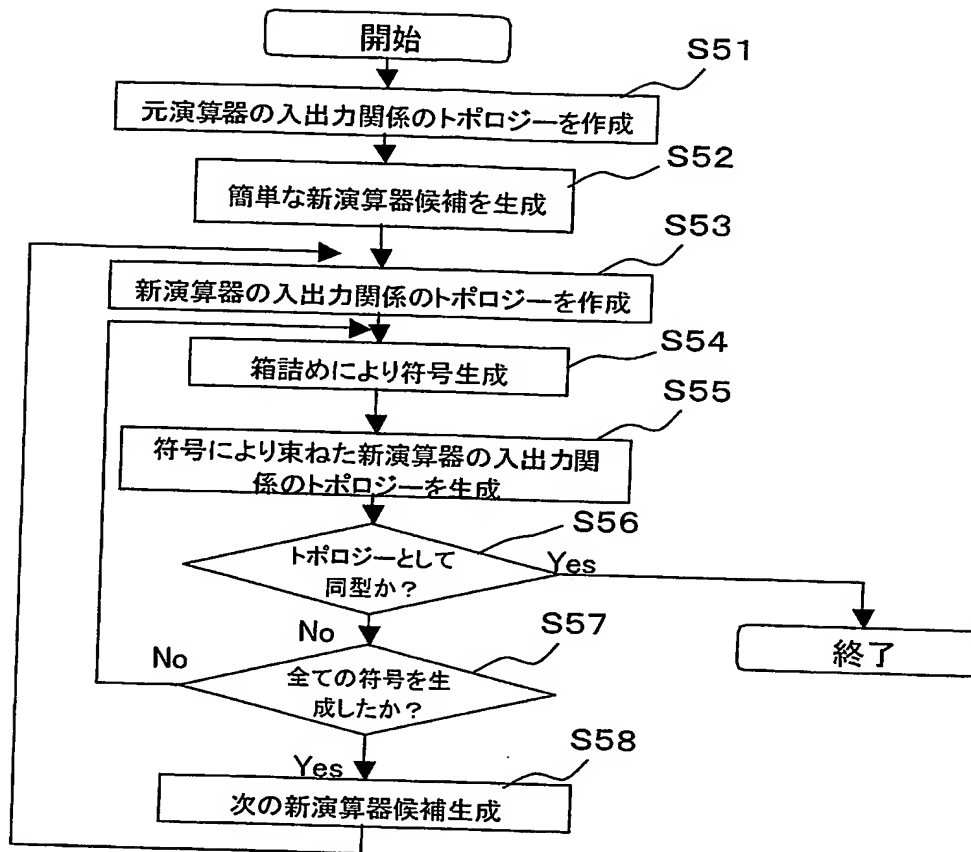 開始
S51
元演算器の入出力関係のトポロジーを作成
S52
簡単な新演算器候補を生成
S53
新演算器の入出力関係のトポロジーを作成
S54
箱詰めにより符号生成
S55
符号により束ねた新演算器の入出力関
係のトポロジーを生成
S56
トポロジーとして
同型か？
Yes
No
S57
終了
No
全ての符号を生
成したか？
Yes
S58
次の新演算器候補生成